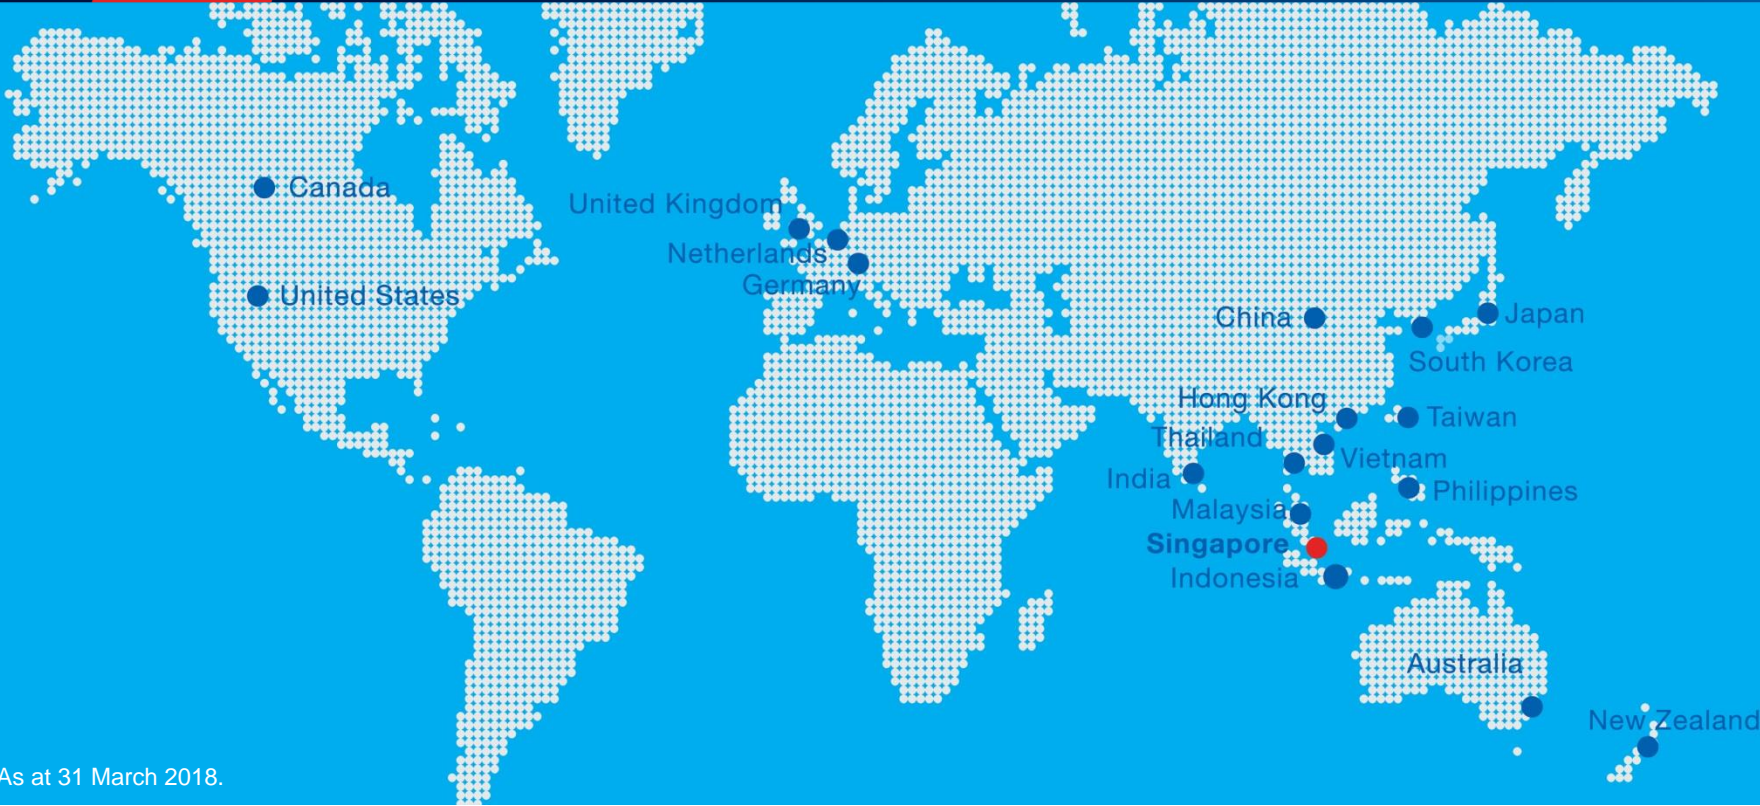 Canada
United Kingdom
Netherlands
Germany
United States
China
Japan
South Korea
Hong Kong
Taiwan
Thailand
Vietnam
India
Philippines
Malaysia
Singapore
Indonesia
Australia
New Zealand
As at 31 March 2018.